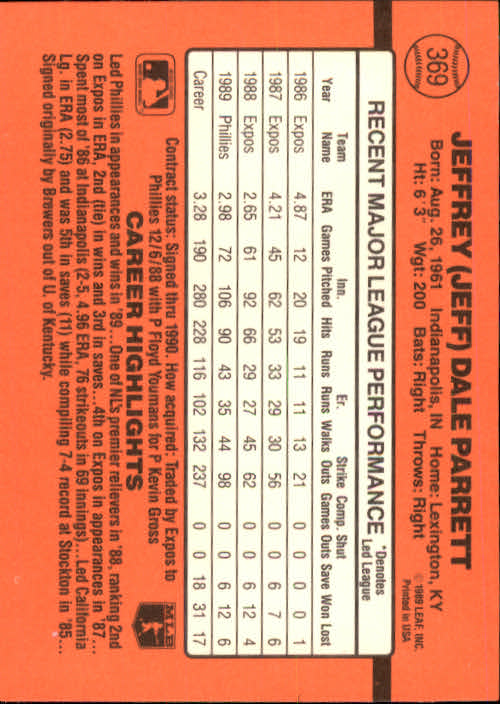 369
JEFFREY (JEFF) DALE PARRETT
Born: Aug. 26, 1961 Indianapolis, IN Home: Lexington, KY
Ht: 6' 3" Wgt: 200 Bats: Right Throws: Right
© 1989 LEAF, INC.
Printed in USA
RECENT MAJOR LEAGUE PERFORMANCE
*Denotes
Led League
Team Inn. Er. Strike Comp. Shut
Year Name ERA Games Pitched Hits Runs Runs Walks Outs Games Outs Save Won Lost
1986 Expos 4.87 12 20 19 11 11 13 21 0 0 0 0 1
1987 Expos 4.21 45 62 53 33 29 30 56 0 0 6 7 6
1988 Expos 2.65 61 92 66 29 27 45 62 0 0 6 12 4
1989 Phillies 2.98 72 106 90 43 35 44 98 0 0 6 12 6
Career 3.28 190 280 228 116 102 132 237 0 0 18 31 17
Contract status: Signed thru 1990.. How acquired: Traded by Expos to
Phillies 12/6/88 with P Floyd Youmans for P Kevin Gross
MLB
CAREER HIGHLIGHTS
Led Phillies in appearances and wins in '89...One of NL's premier relievers in '88, ranking 2nd
on Expos in ERA, 2nd (tie) in wins and 3rd in saves...4th on Expos in appearances in '87...
Spent most of '86 at Indianapolis (2-5, 4.96 ERA, 76 strikeouts in 69 innings)...Led California
Lg. in ERA (2.75) and was 5th in saves (11) while compiling 7-4 record at Stockton in '85...
Signed originally by Brewers out of U. of Kentucky.